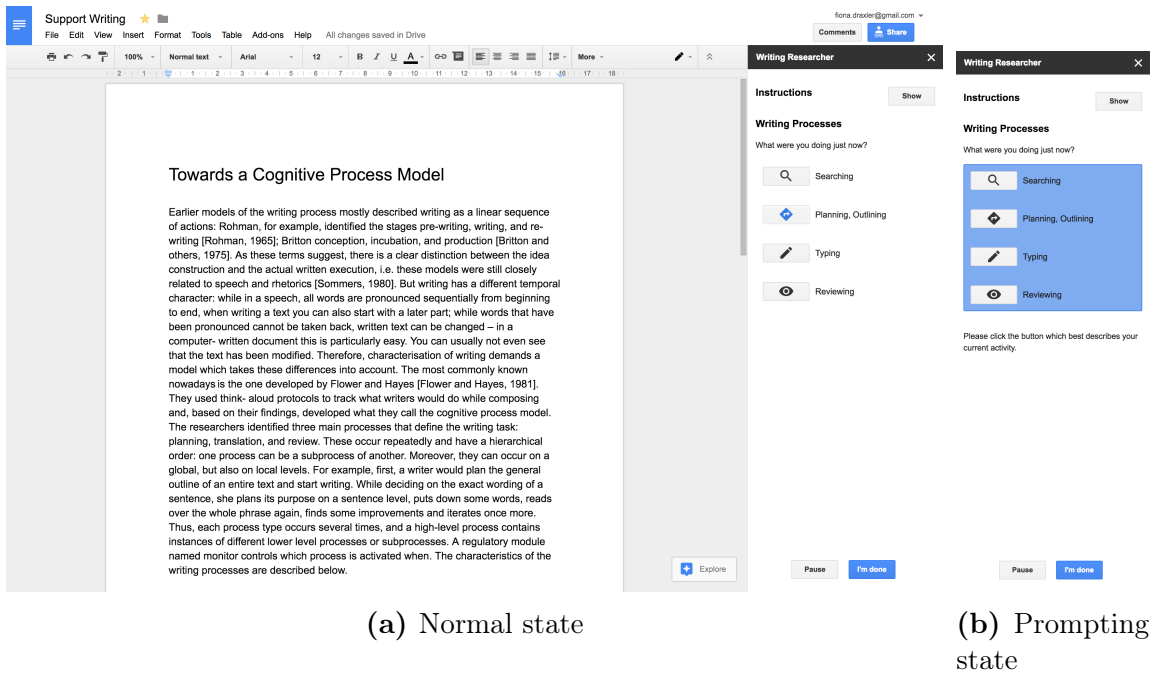 Support Writing
fiona.draxler@gmail.com
File Edit View Insert Format Tools Table Add-ons Help All changes saved in Drive
Comments Share
100% Normal text Arial 12 B I U A More
2 1 1 2 3 4 5 6 7 8 9 10 11 12 13 14 15 16 17 18
Towards a Cognitive Process Model
Earlier models of the writing process mostly described writing as a linear sequence
of actions: Rohman, for example, identified the stages pre-writing, writing, and re-
writing [Rohman, 1965]; Britton conception, incubation, and production [Britton and
others, 1975]. As these terms suggest, there is a clear distinction between the idea
construction and the actual written execution, i.e. these models were still closely
related to speech and rhetorics [Sommers, 1980]. But writing has a different temporal
character: while in a speech, all words are pronounced sequentially from beginning
to end, when writing a text you can also start with a later part; while words that have
been pronounced cannot be taken back, written text can be changed – in a
computer- written document this is particularly easy. You can usually not even see
that the text has been modified. Therefore, characterisation of writing demands a
model which takes these differences into account. The most commonly known
nowadays is the one developed by Flower and Hayes [Flower and Hayes, 1981].
They used think- aloud protocols to track what writers would do while composing
and, based on their findings, developed what they call the cognitive process model.
The researchers identified three main processes that define the writing task:
planning, translation, and review. These occur repeatedly and have a hierarchical
order: one process can be a subprocess of another. Moreover, they can occur on a
global, but also on local levels. For example, first, a writer would plan the general
outline of an entire text and start writing. While deciding on the exact wording of a
sentence, she plans its purpose on a sentence level, puts down some words, reads
over the whole phrase again, finds some improvements and iterates once more.
Thus, each process type occurs several times, and a high-level process contains
instances of different lower level processes or subprocesses. A regulatory module
named monitor controls which process is activated when. The characteristics of the
writing processes are described below.
Explore
Writing Researcher
Instructions
Show
Writing Processes
What were you doing just now?
Searching
Planning, Outlining
Typing
Reviewing
Pause I'm done
Writing Researcher
Instructions
Show
Writing Processes
What were you doing just now?
Searching
Planning, Outlining
Typing
Reviewing
Please click the button which best describes your
current activity.
Pause I'm done
(a) Normal state
(b) Prompting
state